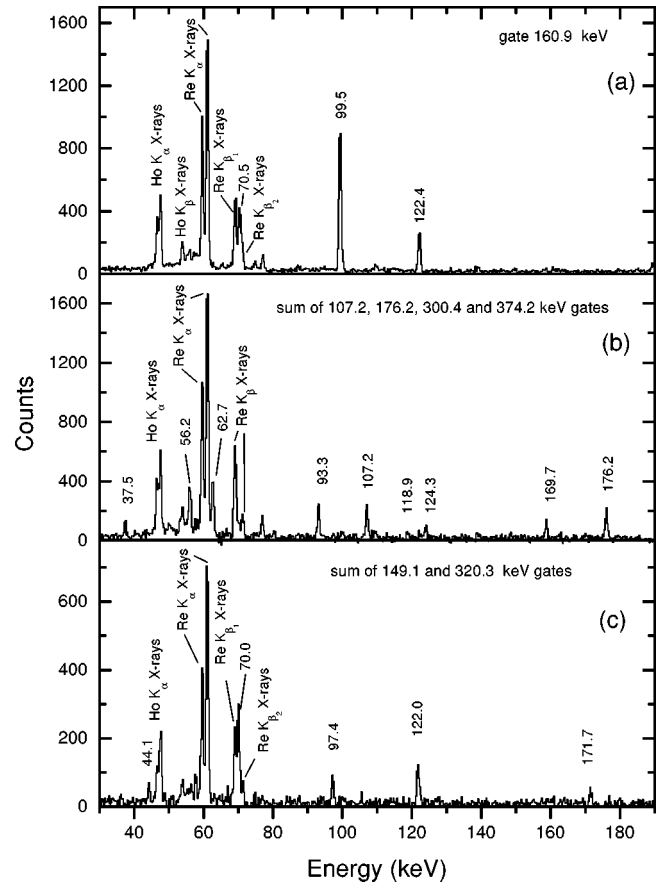 gate 160.9 keV
(a)
1600
1200
800
400
0
Ho Kα X-rays
Ho Kβ X-rays
Re Kα X-rays
Re Kβ1 X-rays
70.5
Re Kβ2 X-rays
99.5
122.4
sum of 107.2, 176.2, 300.4 and 374.2 keV gates
(b)
1600
1200
800
400
0
Counts
37.5
Ho Kα X-rays
56.2
Re Kα X-rays
62.7
Re Kβ X-rays
93.3
107.2
118.9
124.3
169.7
176.2
sum of 149.1 and 320.3 keV gates
(c)
600
400
200
0
44.1
Ho Kα X-rays
Re Kα X-rays
Re Kβ1 X-rays
70.0
Re Kβ2 X-rays
97.4
122.0
171.7
40
60
80
100
120
140
160
180
Energy (keV)